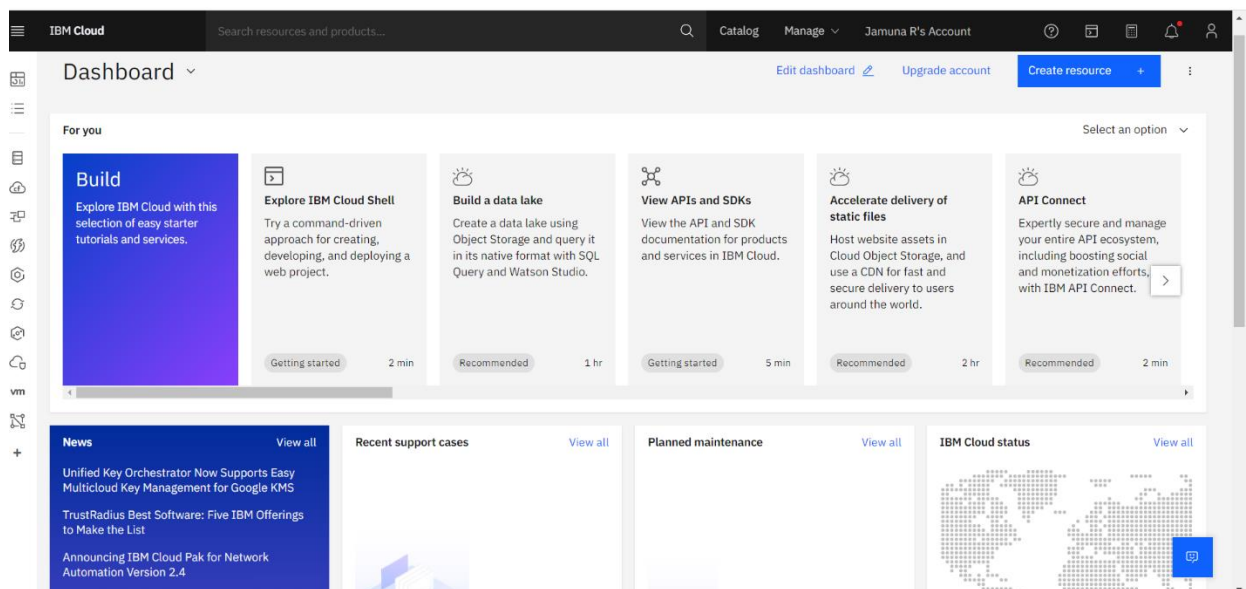 IBM Cloud
Search resources and products...
Catalog
Manage
Jamuna R's Account
Dashboard
Edit dashboard
Upgrade account
Create resource +
For you
Select an option
Build
Explore IBM Cloud with this
selection of easy starter
tutorials and services.
Explore IBM Cloud Shell
Try a command-driven
approach for creating,
developing, and deploying a
web project.
Getting started
2 min
Build a data lake
Create a data lake using
Object Storage and query it
in its native format with SQL
Query and Watson Studio.
Recommended
1 hr
View APIs and SDKs
View the API and SDK
documentation for products
and services in IBM Cloud.
Getting started
5 min
Accelerate delivery of
static files
Host website assets in
Cloud Object Storage, and
use a CDN for fast and
secure delivery to users
around the world.
Recommended
2 hr
API Connect
Expertly secure and manage
your entire API ecosystem,
including boosting social
and monetization efforts,
with IBM API Connect.
Recommended
2 min
vm
News
View all
Unified Key Orchestrator Now Supports Easy
Multicloud Key Management for Google KMS
TrustRadius Best Software: Five IBM Offerings
to Make the List
Announcing IBM Cloud Pak for Network
Automation Version 2.4
Recent support cases
View all
Planned maintenance
View all
IBM Cloud status
View all